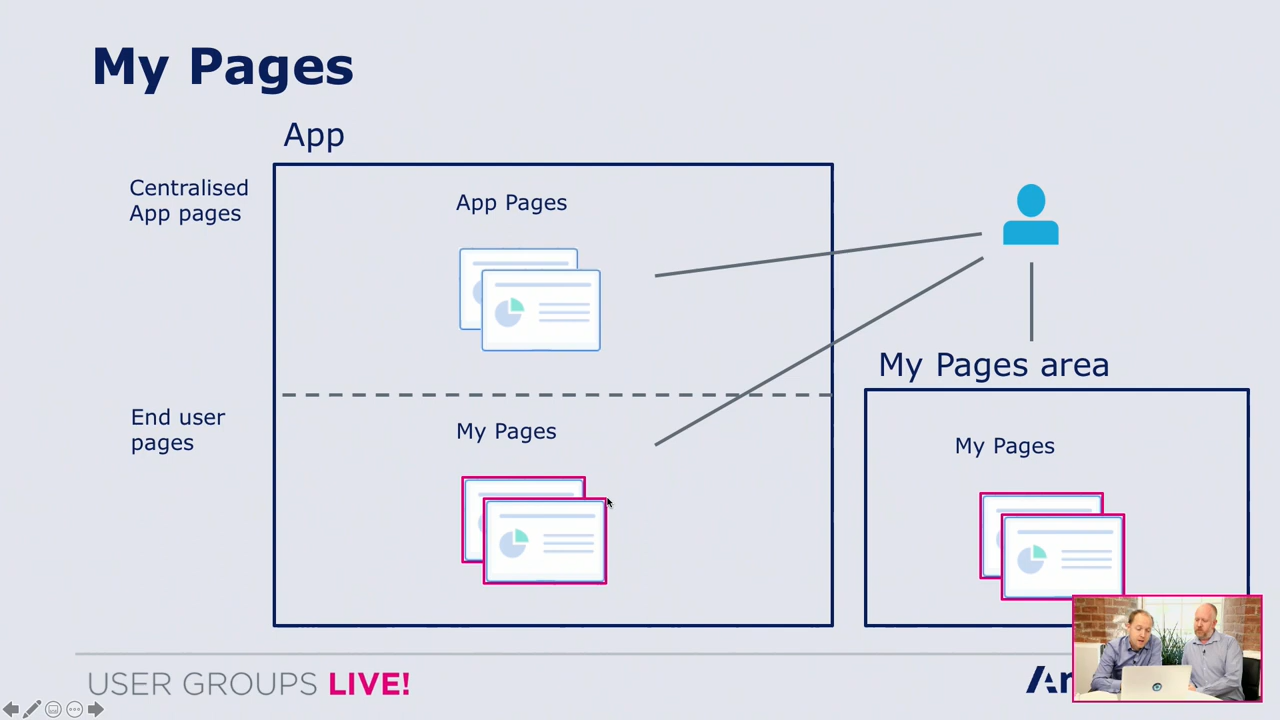 My Pages
App
Centralised
App pages
App Pages
My Pages area
End user
pages
My Pages
My Pages
USER GROUPS LIVE!